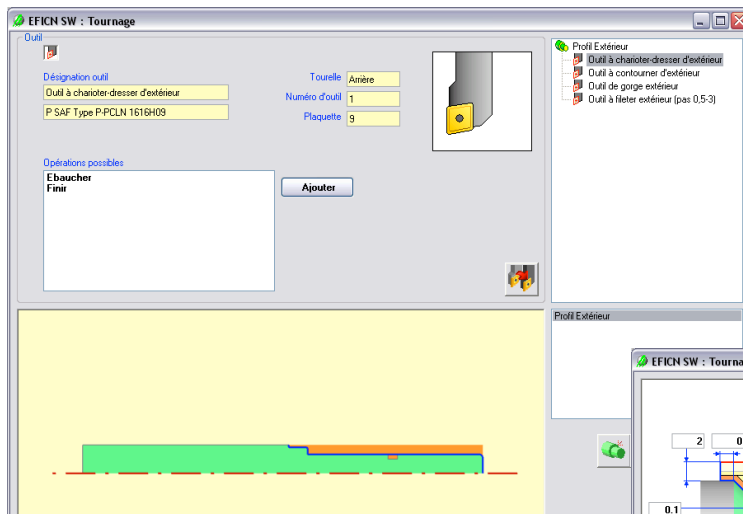 EFICN SW : Tournage
Outil
Désignation outil
Outil à charioter-dresser d'extérieur
P SAF Type P-PCLN 1616H09
Tourelle Arrière
Numéro d'outil 1
Plaquette 9
Opérations possibles
Ebaucher
Finir
Ajouter
Profil Extérieur
Outil à charioter-dresser d'extérieur
Outil à contourner d'extérieur
Outil de gorge extérieur
Outil à fileter extérieur (pas 0,5-3)
Profil Extérieur
EFICN SW : Tourna
2
0
0.1